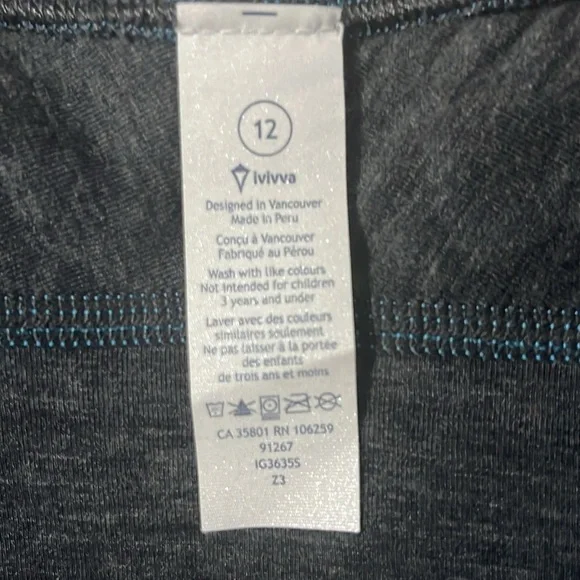 12
ivivva
Designed in Vancouver
Made in Peru
Conçu à Vancouver
Fabriqué au Pérou
Wash with like colours
Not intended for children
3 years and under
Laver avec des couleurs
similaires seulement
Ne pas laisser à la portée
des enfants
de trois ans et moins
CA 35801 RN 106259
91267
IG3635S
Z3